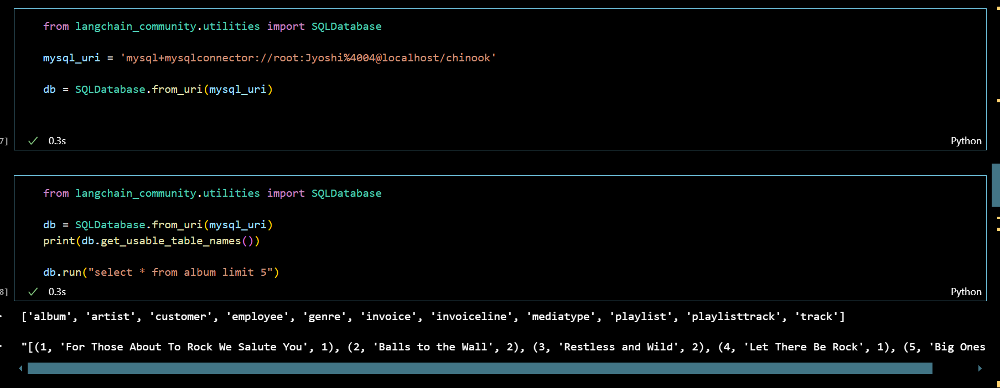 from langchain_community.utilities import SQLDatabase
mysql_uri = 'mysql+mysqlconnector://root:Jyoshi%4004@localhost/chinook'
db = SQLDatabase.from_uri(mysql_uri)
7] ✓ 0.3s Python
from langchain_community.utilities import SQLDatabase
db = SQLDatabase.from_uri(mysql_uri)
print(db.get_usable_table_names())
db.run("select * from album limit 5")
8] ✓ 0.3s Python
['album', 'artist', 'customer', 'employee', 'genre', 'invoice', 'invoiceline', 'mediatype', 'playlist', 'playlisttrack', 'track']
"[(1, 'For Those About To Rock We Salute You', 1), (2, 'Balls to the Wall', 2), (3, 'Restless and Wild', 2), (4, 'Let There Be Rock', 1), (5, 'Big Ones